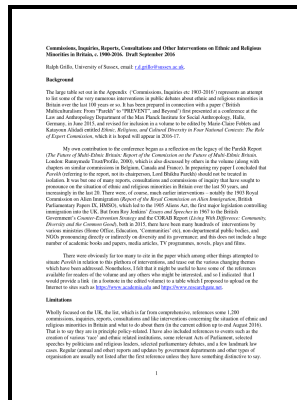 Commissions, Inquiries, Reports, Consultations and Other Interventions on Ethnic and Religious
Minorities in Britain, c. 1900-2016.  Draft September 2016
Ralph Grillo, University of Sussex, email: r.d.grillo@sussex.ac.uk.
Background
The large table set out in the Appendix ('Commissions, Inquiries etc 1903-2016') represents an attempt
to list some of the very numerous interventions in public debates about ethnic and religious minorities in
Britain over the last 100 years or so. It has been prepared in connection with a paper ('British
Multiculturalism: From "Parekh" to "PREVENT", and Beyond') first presented at a conference at the
Law and Anthropology Department of the Max Planck Institute for Social Anthropology, Halle,
Germany, in June 2015, and revised for inclusion in a volume to be edited by Marie-Claire Foblets and
Katayoun Alidadi entitled Ethnic, Religious, and Cultural Diversity in Four National Contexts: The Role
of Expert Commission, which it is hoped will appear in 2016-17.
My own contribution to the conference began as a reflection on the legacy of the Parekh Report
(The Future of Multi-Ethnic Britain: Report of the Commission on the Future of Multi-Ethnic Britain.
London: Runnymede Trust/Profile, 2000), which is also discussed by others in the volume (along with
chapters on similar commissions in Belgium, Canada and France). In preparing my paper I concluded that
Parekh (referring to the report, not its chairperson, Lord Bhikhu Parekh) should not be treated in
isolation. It was but one of many reports, consultations and commissions of inquiry that have sought to
pronounce on the situation of ethnic and religious minorities in Britain over the last 50 years, and
increasingly in the last 20. There were, of course, much earlier interventions – notably the 1903 Royal
Commission on Alien Immigration (Report of the Royal Commission on Alien Immigration, British
Parliamentary Papers IX, HMSO), which led to the 1905 Aliens Act, the first major legislation controlling
immigration into the UK. But from Roy Jenkins' Essays and Speeches in 1967 to the British
Government's Counter-Extremism Strategy and the CORAB Report (Living With Difference: Community,
Diversity and the Common Good), both in 2015, there have been many hundreds of interventions by
various ministries (Home Office, Education, 'Communities' etc), non-departmental public bodies, and
NGOs pronouncing directly or indirectly on diversity and its governance; and this does not include a huge
number of academic books and papers, media articles, TV programmes, novels, plays and films.
There were obviously far too many to cite in the paper which among other things attempted to
situate Parekh in relation to this plethora of interventions, and tease out the various changing themes
which have been addressed. Nonetheless, I felt that it might be useful to have some of the references
available for readers of the volume and any others who might be interested, and so I indicated that I
would provide a link (in a footnote in the edited volume) to a table which I proposed to upload on the
Internet to sites such as https://www.academia.edu and https://www.researchgate.net.
Limitations
Wholly focused on the UK, the list, which is far from comprehensive, references some 1,200
commissions, inquiries, reports, consultations and the like interventions concerning the situation of ethnic and
religious minorities in Britain and what to do about them (in the current edition up to end August 2016).
That is to say they are in principle policy-related. I have also included references to events such as the
creation of various 'race' and ethnic related institutions, some relevant Acts of Parliament, selected
speeches by politicians and religious leaders, selected parliamentary debates, and a few landmark law
cases. Regular (annual and other) reports and updates by government departments and other types of
organisation are usually not listed after the first reference unless they have something distinctive to say.
1